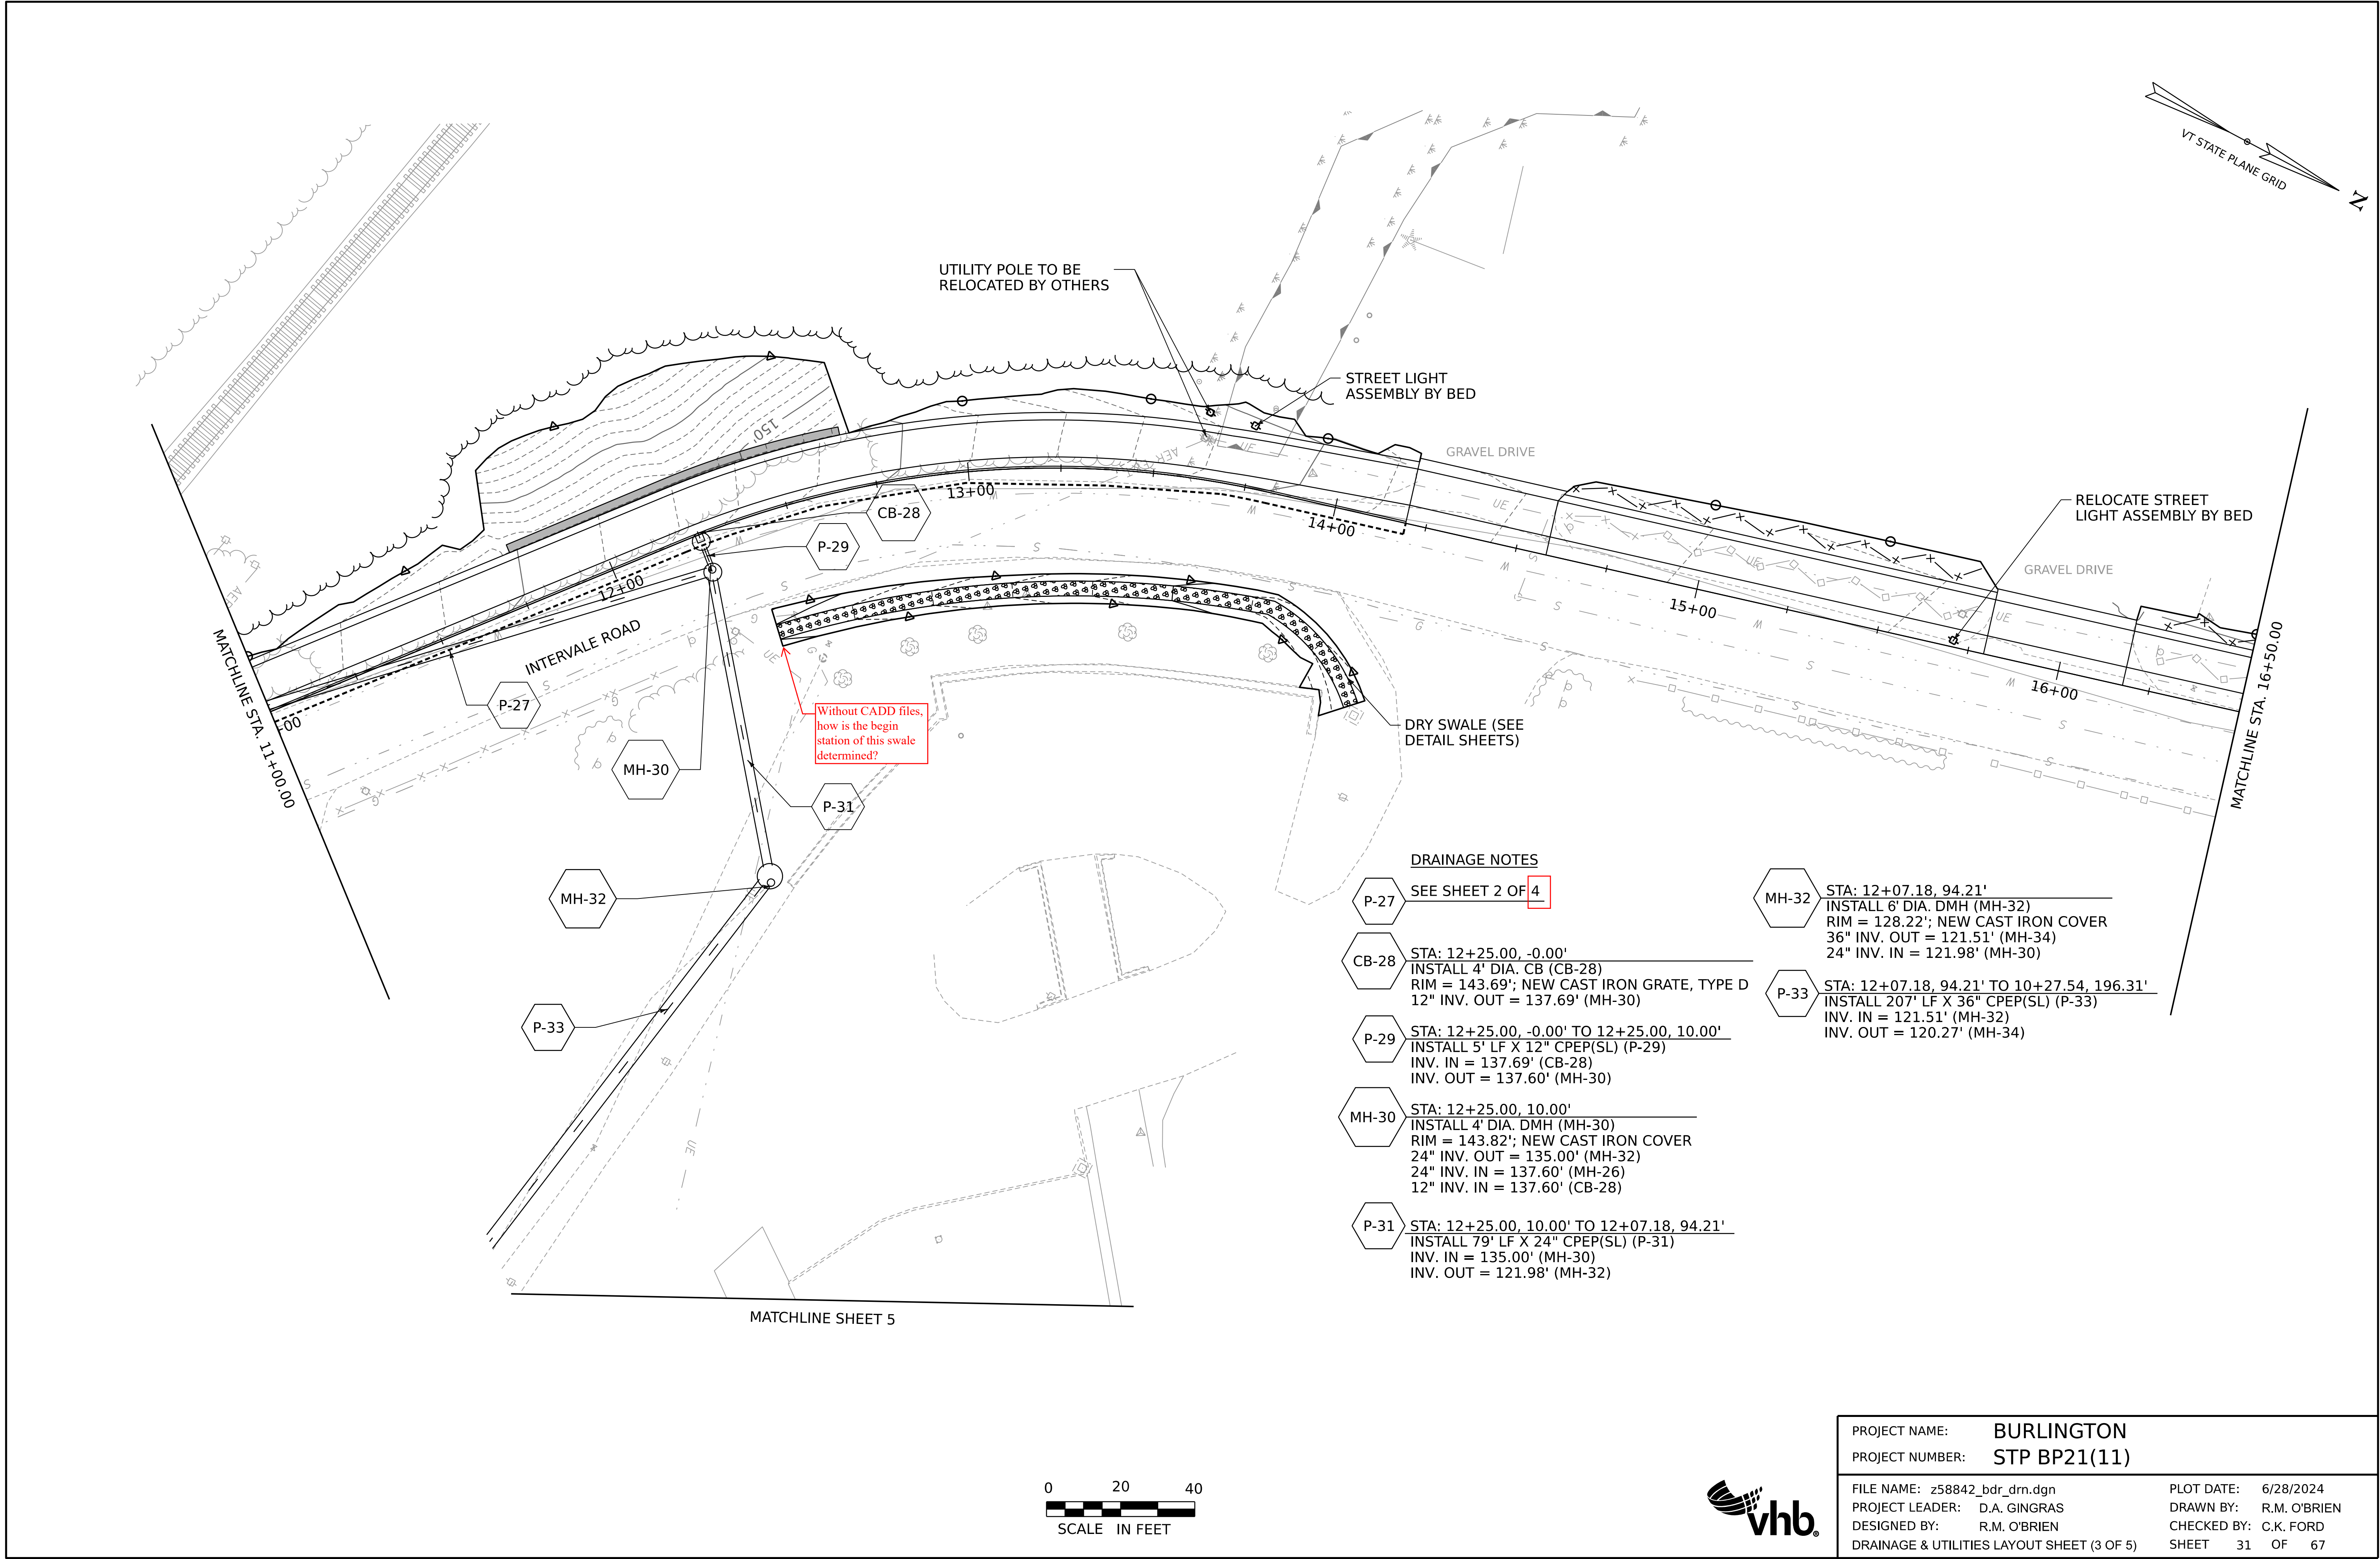 VT STATE PLANE GRID
N
UTILITY POLE TO BE
RELOCATED BY OTHERS
STREET LIGHT
ASSEMBLY BY BED
GRAVEL DRIVE
RELOCATE STREET
LIGHT ASSEMBLY BY BED
GRAVEL DRIVE
150'
AER
AER
UE
UE
UE
UE
13+00
14+00
15+00
16+00
12+00
+00
CB-28
P-29
INTERVALE ROAD
P-27
MH-30
P-31
MH-32
P-33
MATCHLINE STA. 11+00.00
MATCHLINE STA. 16+50.00
Without CADD files,
how is the begin
station of this swale
determined?
DRY SWALE (SEE
DETAIL SHEETS)
UE
UE
MATCHLINE SHEET 5
DRAINAGE NOTES
P-27 SEE SHEET 2 OF 4
CB-28 STA: 12+25.00, -0.00'
INSTALL 4' DIA. CB (CB-28)
RIM = 143.69'; NEW CAST IRON GRATE, TYPE D
12" INV. OUT = 137.69' (MH-30)
P-29 STA: 12+25.00, -0.00' TO 12+25.00, 10.00'
INSTALL 5' LF X 12" CPEP(SL) (P-29)
INV. IN = 137.69' (CB-28)
INV. OUT = 137.60' (MH-30)
MH-30 STA: 12+25.00, 10.00'
INSTALL 4' DIA. DMH (MH-30)
RIM = 143.82'; NEW CAST IRON COVER
24" INV. OUT = 135.00' (MH-32)
24" INV. IN = 137.60' (MH-26)
12" INV. IN = 137.60' (CB-28)
P-31 STA: 12+25.00, 10.00' TO 12+07.18, 94.21'
INSTALL 79' LF X 24" CPEP(SL) (P-31)
INV. IN = 135.00' (MH-30)
INV. OUT = 121.98' (MH-32)
MH-32 STA: 12+07.18, 94.21'
INSTALL 6' DIA. DMH (MH-32)
RIM = 128.22'; NEW CAST IRON COVER
36" INV. OUT = 121.51' (MH-34)
24" INV. IN = 121.98' (MH-30)
P-33 STA: 12+07.18, 94.21' TO 10+27.54, 196.31'
INSTALL 207' LF X 36" CPEP(SL) (P-33)
INV. IN = 121.51' (MH-32)
INV. OUT = 120.27' (MH-34)
0 20 40
SCALE IN FEET
vhb
PROJECT NAME: BURLINGTON
PROJECT NUMBER: STP BP21(11)
FILE NAME: z58842_bdr_drn.dgn PLOT DATE: 6/28/2024
PROJECT LEADER: D.A. GINGRAS DRAWN BY: R.M. O'BRIEN
DESIGNED BY: R.M. O'BRIEN CHECKED BY: C.K. FORD
DRAINAGE & UTILITIES LAYOUT SHEET (3 OF 5) SHEET 31 OF 67